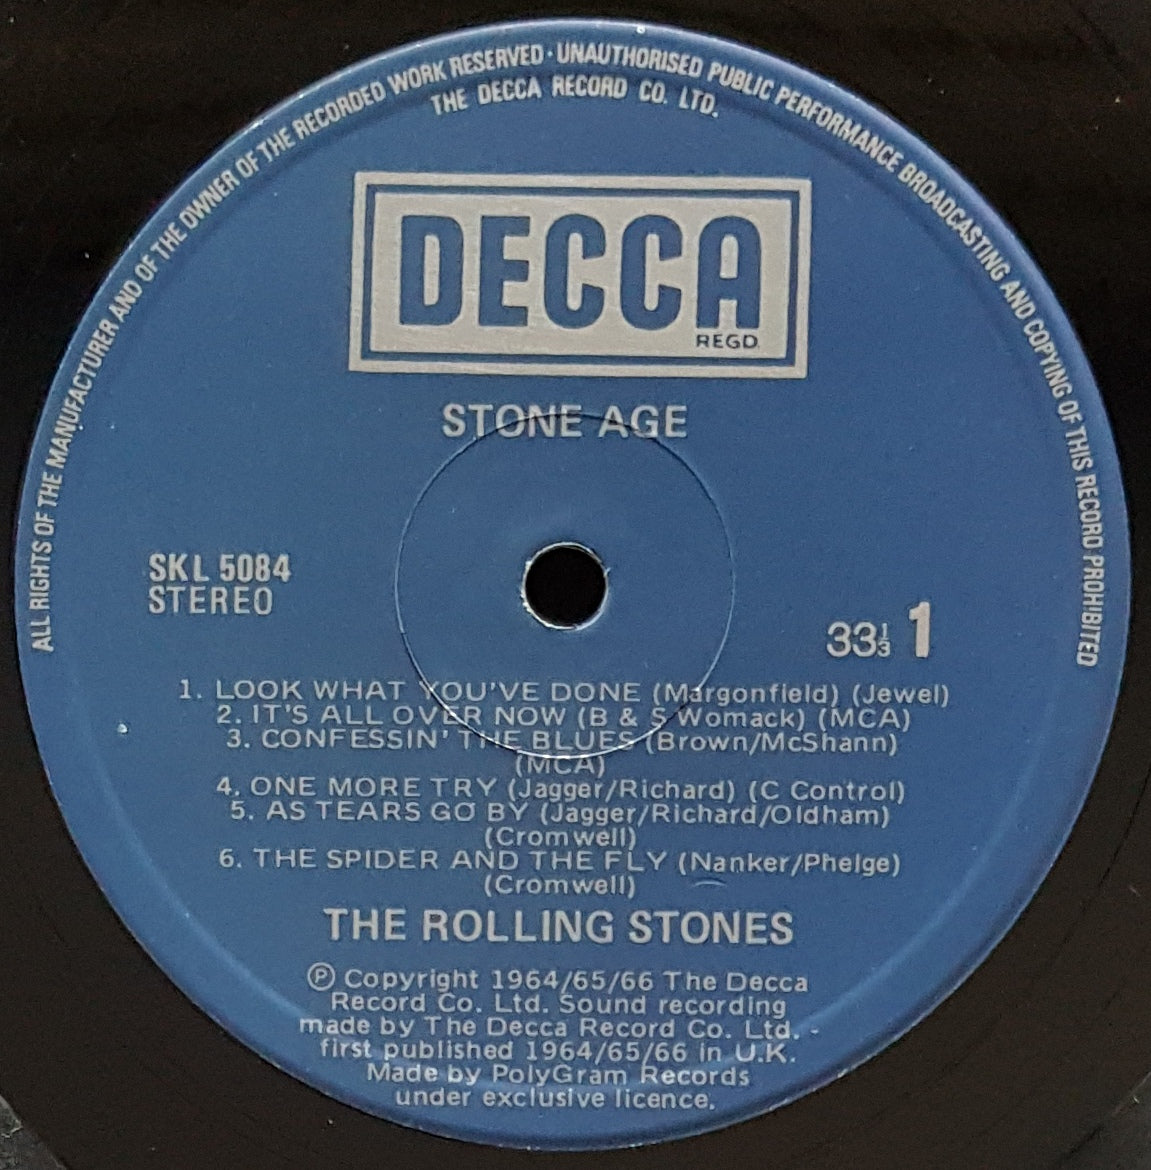 ALL RIGHTS OF THE MANUFACTURER AND OF THE OWNER OF THE RECORDED WORK RESERVED · UNAUTHORISED PUBLIC PERFORMANCE BROADCASTING AND COPYING OF THIS RECORD PROHIBITED
THE DECCA RECORD CO. LTD.
DECCA
REGD.
STONE AGE
SKL 5084
STEREO
33⅓ 1
1. LOOK WHAT YOU'VE DONE (Margonfield) (Jewel)
2. IT'S ALL OVER NOW (B & S Womack) (MCA)
3. CONFESSIN' THE BLUES (Brown/McShann)
(MCA)
4. ONE MORE TRY (Jagger/Richard) (C Control)
5. AS TEARS GO BY (Jagger/Richard/Oldham)
(Cromwell)
6. THE SPIDER AND THE FLY (Nanker/Phelge)
(Cromwell)
THE ROLLING STONES
℗ Copyright 1964/65/66 The Decca
Record Co. Ltd. Sound recording
made by The Decca Record Co. Ltd. -
first published 1964/65/66 in U.K.
Made by PolyGram Records
under exclusive licence.